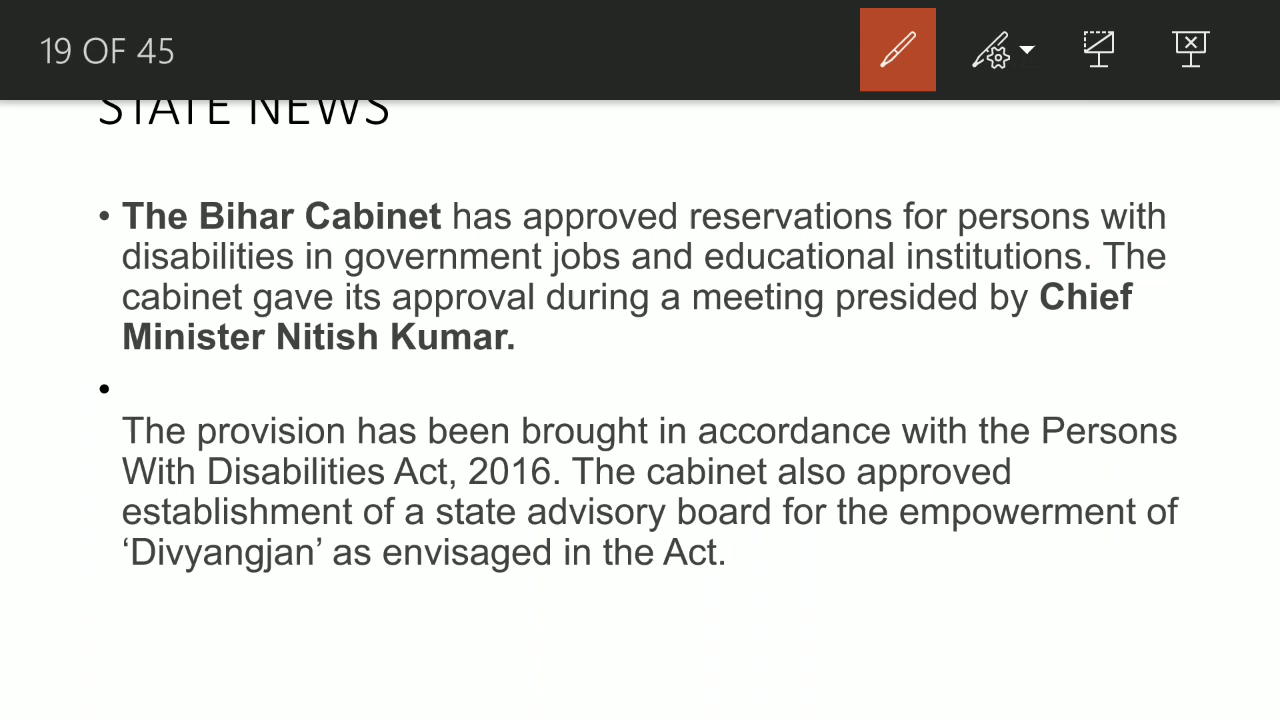 19 OF 45
STATE NEWS
• The Bihar Cabinet has approved reservations for persons with
disabilities in government jobs and educational institutions. The
cabinet gave its approval during a meeting presided by Chief
Minister Nitish Kumar.
•
The provision has been brought in accordance with the Persons
With Disabilities Act, 2016. The cabinet also approved
establishment of a state advisory board for the empowerment of
‘Divyangjan’ as envisaged in the Act.